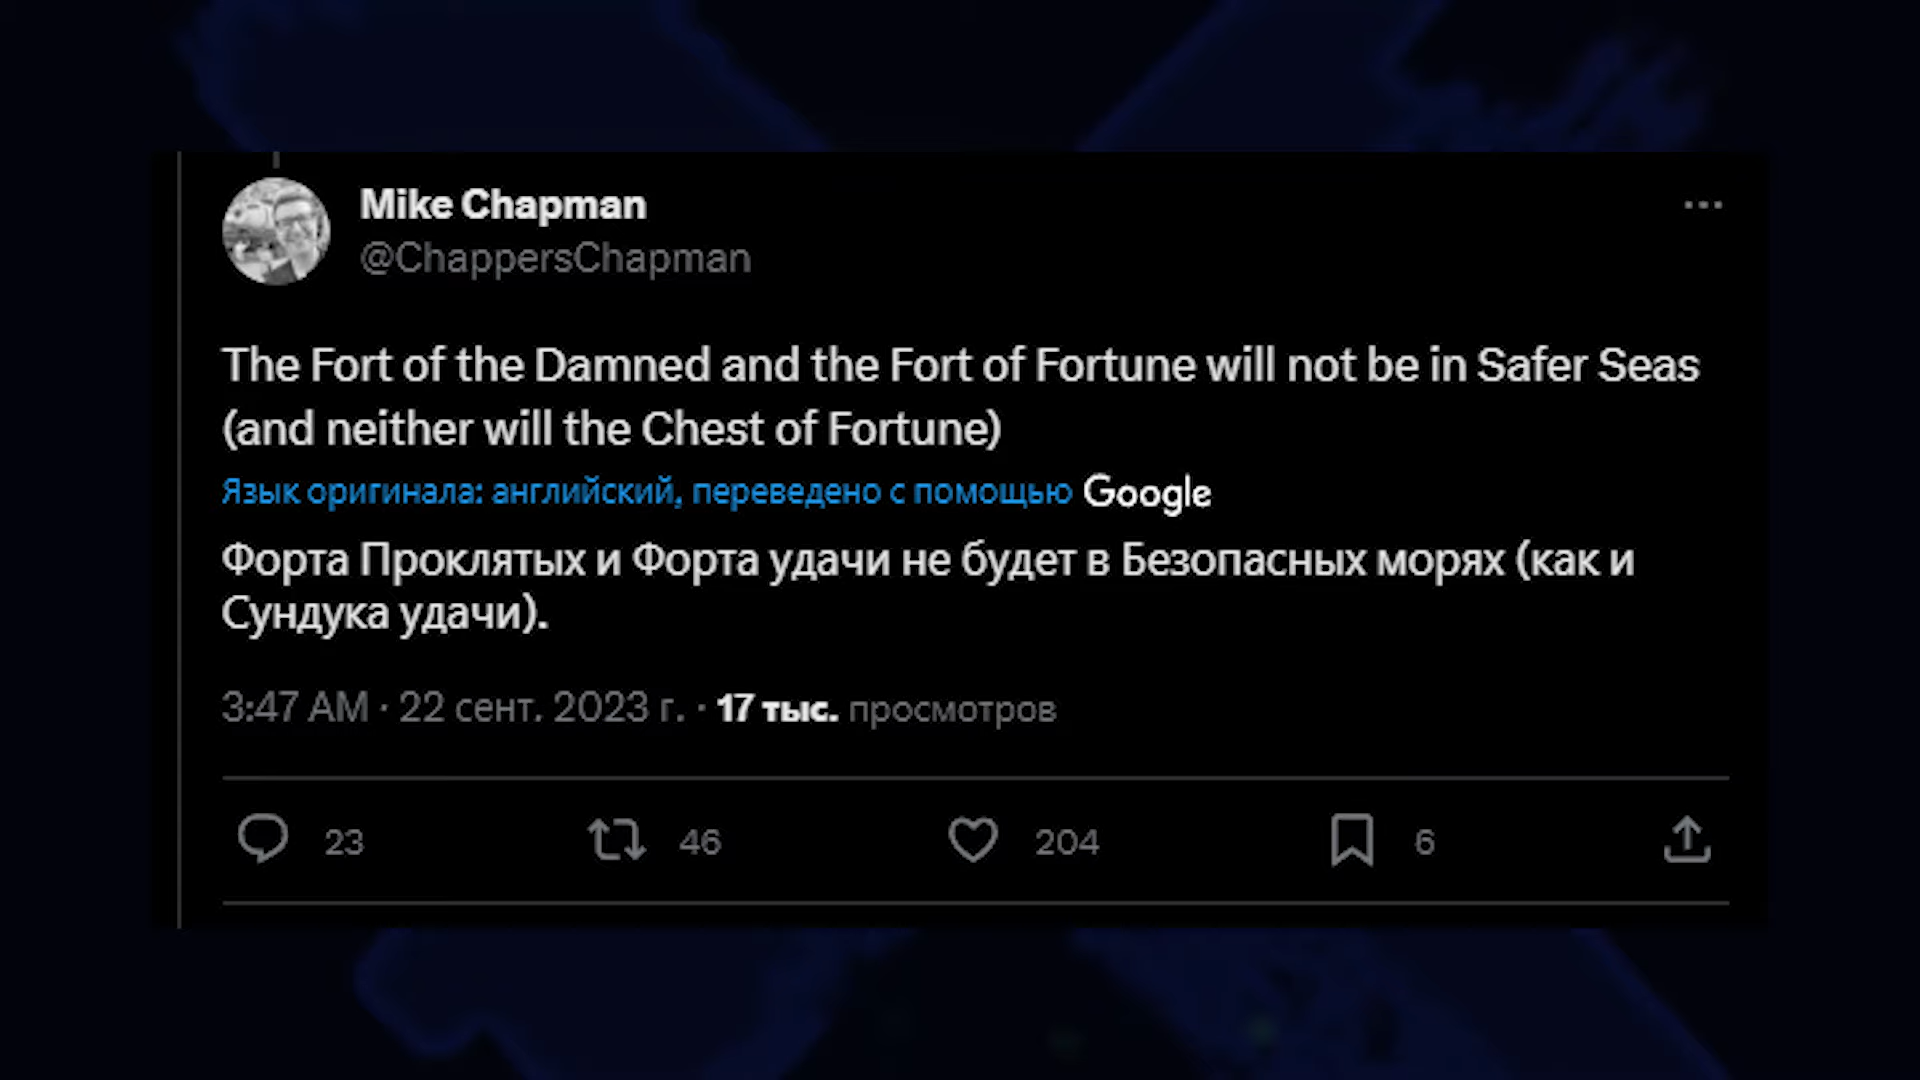 Mike Chapman
@ChappersChapman
The Fort of the Damned and the Fort of Fortune will not be in Safer Seas
(and neither will the Chest of Fortune)
Язык оригинала: английский, переведено с помощью Google
Форта Проклятых и Форта удачи не будет в Безопасных морях (как и
Сундука удачи).
3:47 AM · 22 сент. 2023 г. · 17 тыс. просмотров
23 46 204 6